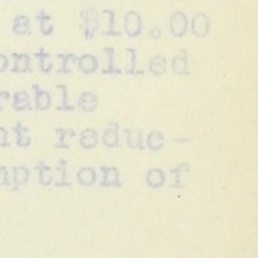 at $10.00
ontrolled
rable
nt reduc-
mption of